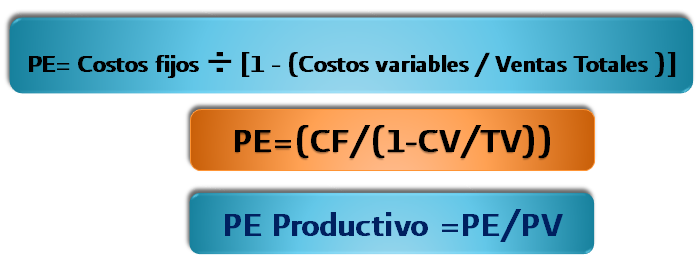 PE= Costos fijos ÷ [1 - (Costos variables / Ventas Totales )]
PE=(CF/(1-CV/TV))
PE Productivo =PE/PV